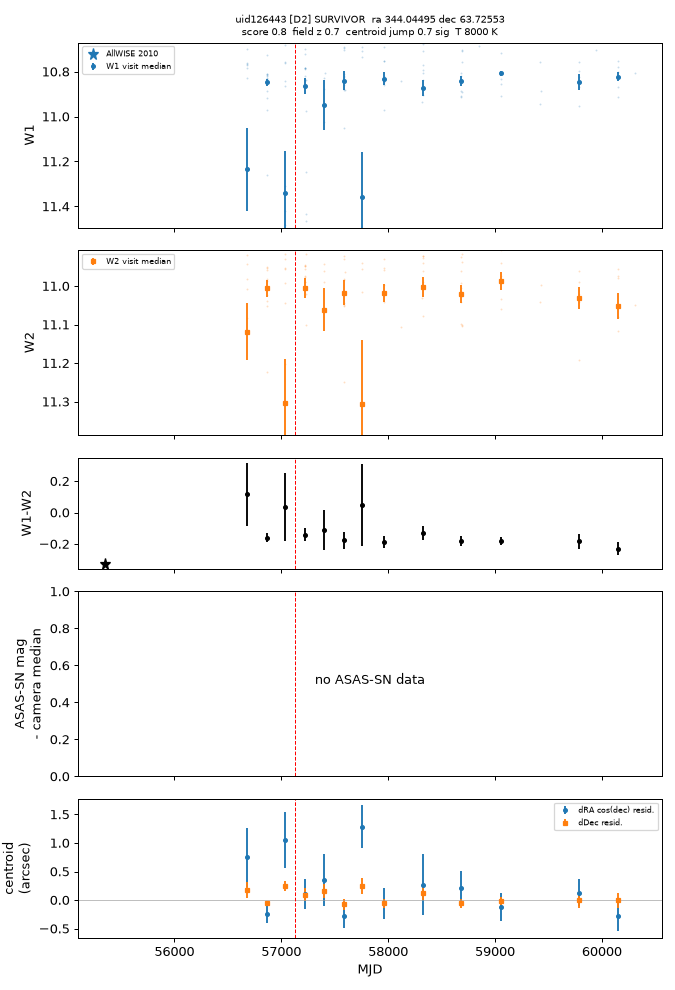 uid126443 [D2] SURVIVOR ra 344.04495 dec 63.72553
score 0.8 field z 0.7 centroid jump 0.7 sig T 8000 K
AllWISE 2010
W1 visit median
W1
10.8
11.0
11.2
11.4
W2 visit median
W2
11.0
11.1
11.2
11.3
W1-W2
0.2
0.0
−0.2
ASAS-SN mag
- camera median
1.0
0.8
0.6
0.4
0.2
0.0
no ASAS-SN data
centroid
(arcsec)
1.5
1.0
0.5
0.0
−0.5
dRA cos(dec) resid.
dDec resid.
56000
57000
58000
59000
60000
MJD